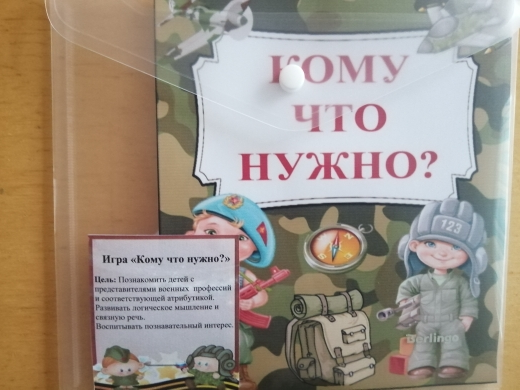 КОМУ
ЧТО
НУЖНО?
123
Игра «Кому что нужно?»
Цель: Познакомить детей с
представителями военных профессий
и соответствующей атрибутикой.
Развивать логическое мышление и
связную речь.
Воспитывать познавательный интерес.
Berlingo